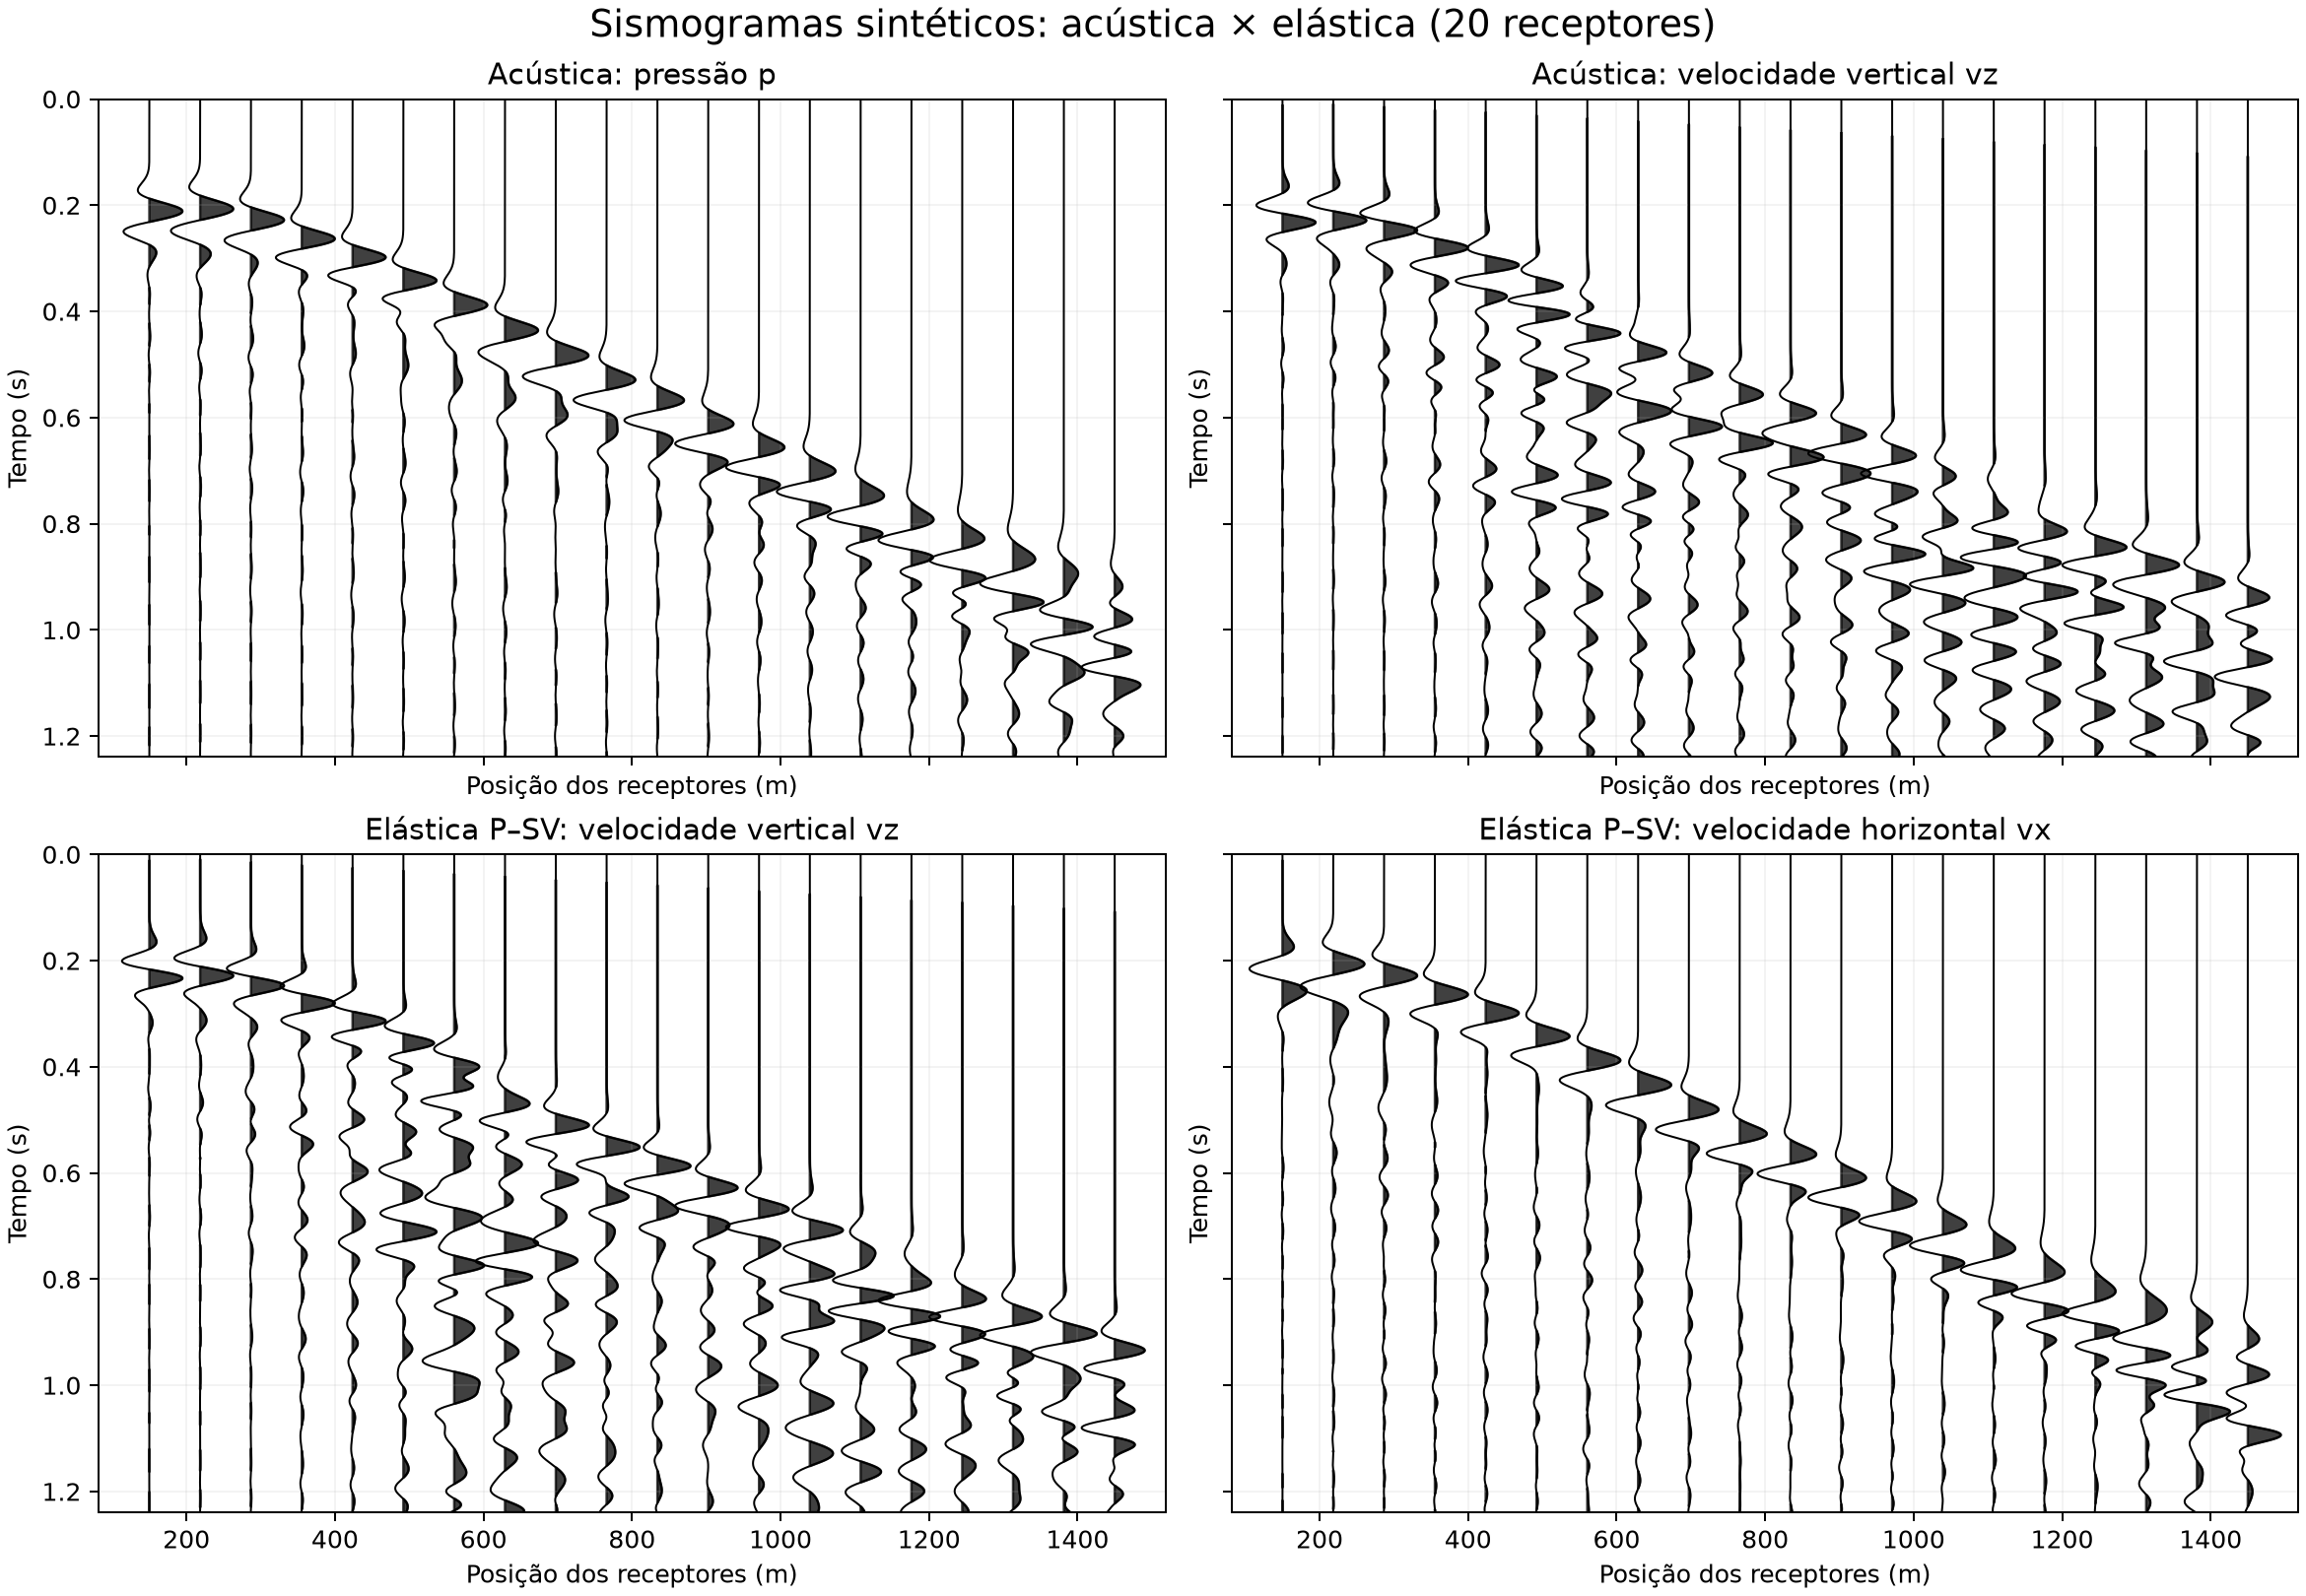 Sismogramas sintéticos: acústica × elástica (20 receptores)
Acústica: pressão p
Acústica: velocidade vertical vz
0.0
0.2
0.4
0.6
0.8
1.0
1.2
Tempo (s)
Tempo (s)
Posição dos receptores (m)
Posição dos receptores (m)
Elástica P–SV: velocidade vertical vz
Elástica P–SV: velocidade horizontal vx
0.0
0.2
0.4
0.6
0.8
1.0
1.2
Tempo (s)
Tempo (s)
200 400 600 800 1000 1200 1400
200 400 600 800 1000 1200 1400
Posição dos receptores (m)
Posição dos receptores (m)